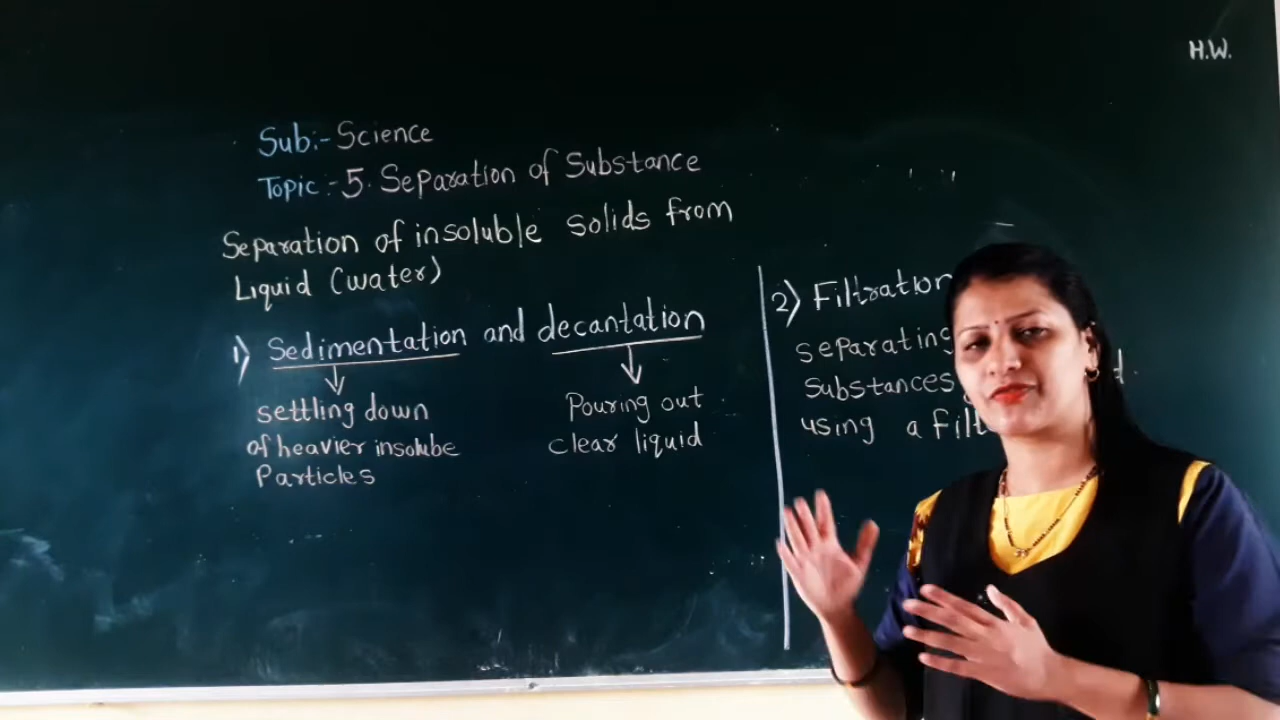 H.W.
Sub:- Science
Topic:- 5. Separation of Substance
Separation of insoluble solids from
Liquid (water)
1) Sedimentation and decantation
settling down
of heavier insolube
Particles
Pouring out
clear liquid
2) Filtration
separating
Substances
using a